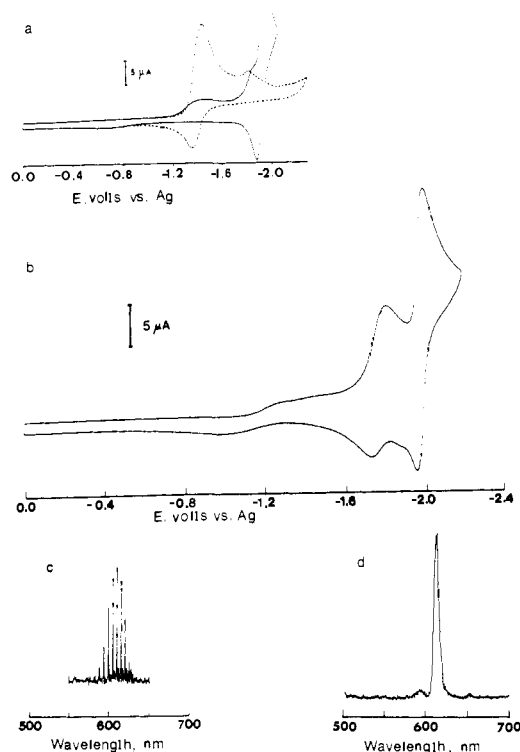 a
5 µA
0.0 -0.4 -0.8 -1.2 -1.6 -2.0
E. volls vs. Ag
b
5 µA
0.0 -0.4 -0.8 -1.2 -1.6 -2.0 -2.4
E. volls vs. Ag
c
d
500 600 700
500 600 700
Wavelength, nm
Wavelength, nm